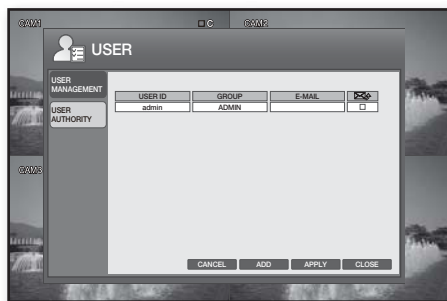 CAM1 C CAM2
USER
USER
MANAGEMENT
USER ID GROUP E-MAIL
admin ADMIN
USER
AUTHORITY
CAM3
CANCEL ADD APPLY CLOSE